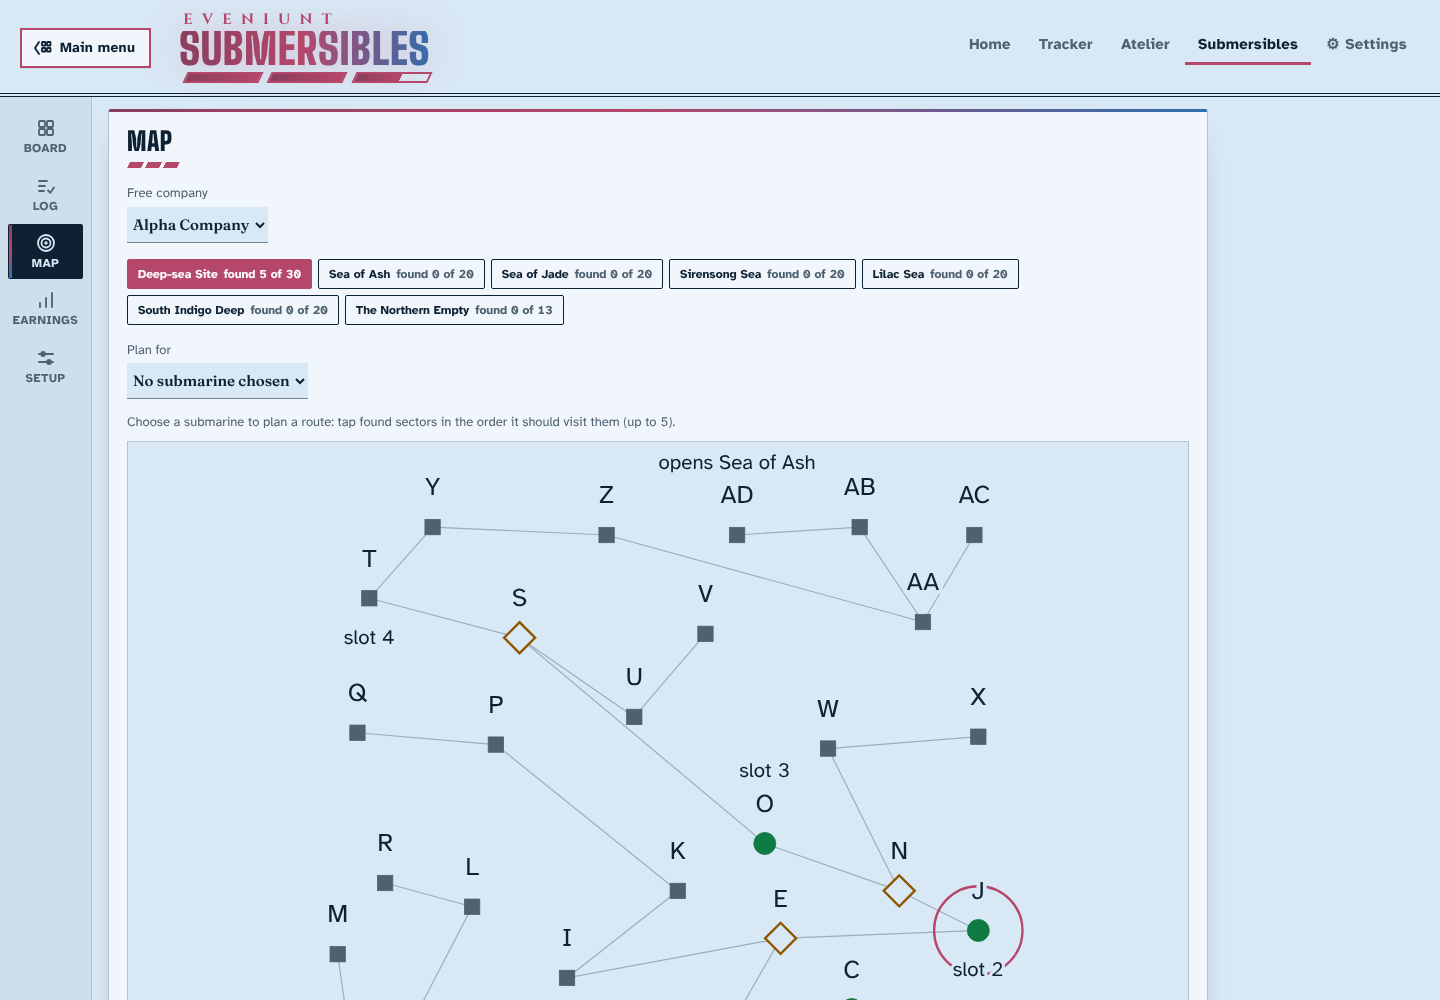 EVENIUNT
SUBMERSIBLES
Main menu
Home
Tracker
Atelier
Submersibles
⚙ Settings
BOARD
LOG
MAP
EARNINGS
SETUP
MAP
Free company
Alpha Company
Deep-sea Site found 5 of 30
Sea of Ash found 0 of 20
Sea of Jade found 0 of 20
Sirensong Sea found 0 of 20
Lilac Sea found 0 of 20
South Indigo Deep found 0 of 20
The Northern Empty found 0 of 13
Plan for
No submarine chosen
Choose a submarine to plan a route: tap found sectors in the order it should visit them (up to 5).
opens Sea of Ash
Y
Z
AD
AB
AC
T
AA
S
V
slot 4
U
Q
P
W
X
slot 3
O
R
L
K
N
J
M
E
I
C
slot 2